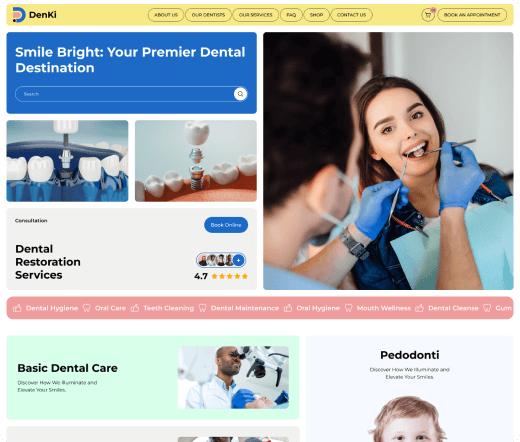 DenKi
ABOUT US
OUR DENTISTS
OUR SERVICES
FAQ
SHOP
CONTACT US
BOOK AN APPOINTMENT
Smile Bright: Your Premier Dental
Destination
Search
Consultation
Book Online
Dental
Restoration
Services
+
4.7
Dental Hygiene Oral Care Teeth Cleaning Dental Maintenance Oral Hygiene Mouth Wellness Dental Cleanse Gum
Basic Dental Care
Discover How We Illuminate and
Elevate Your Smiles.
Pedodonti
Discover How We Illuminate and
Elevate Your Smiles.